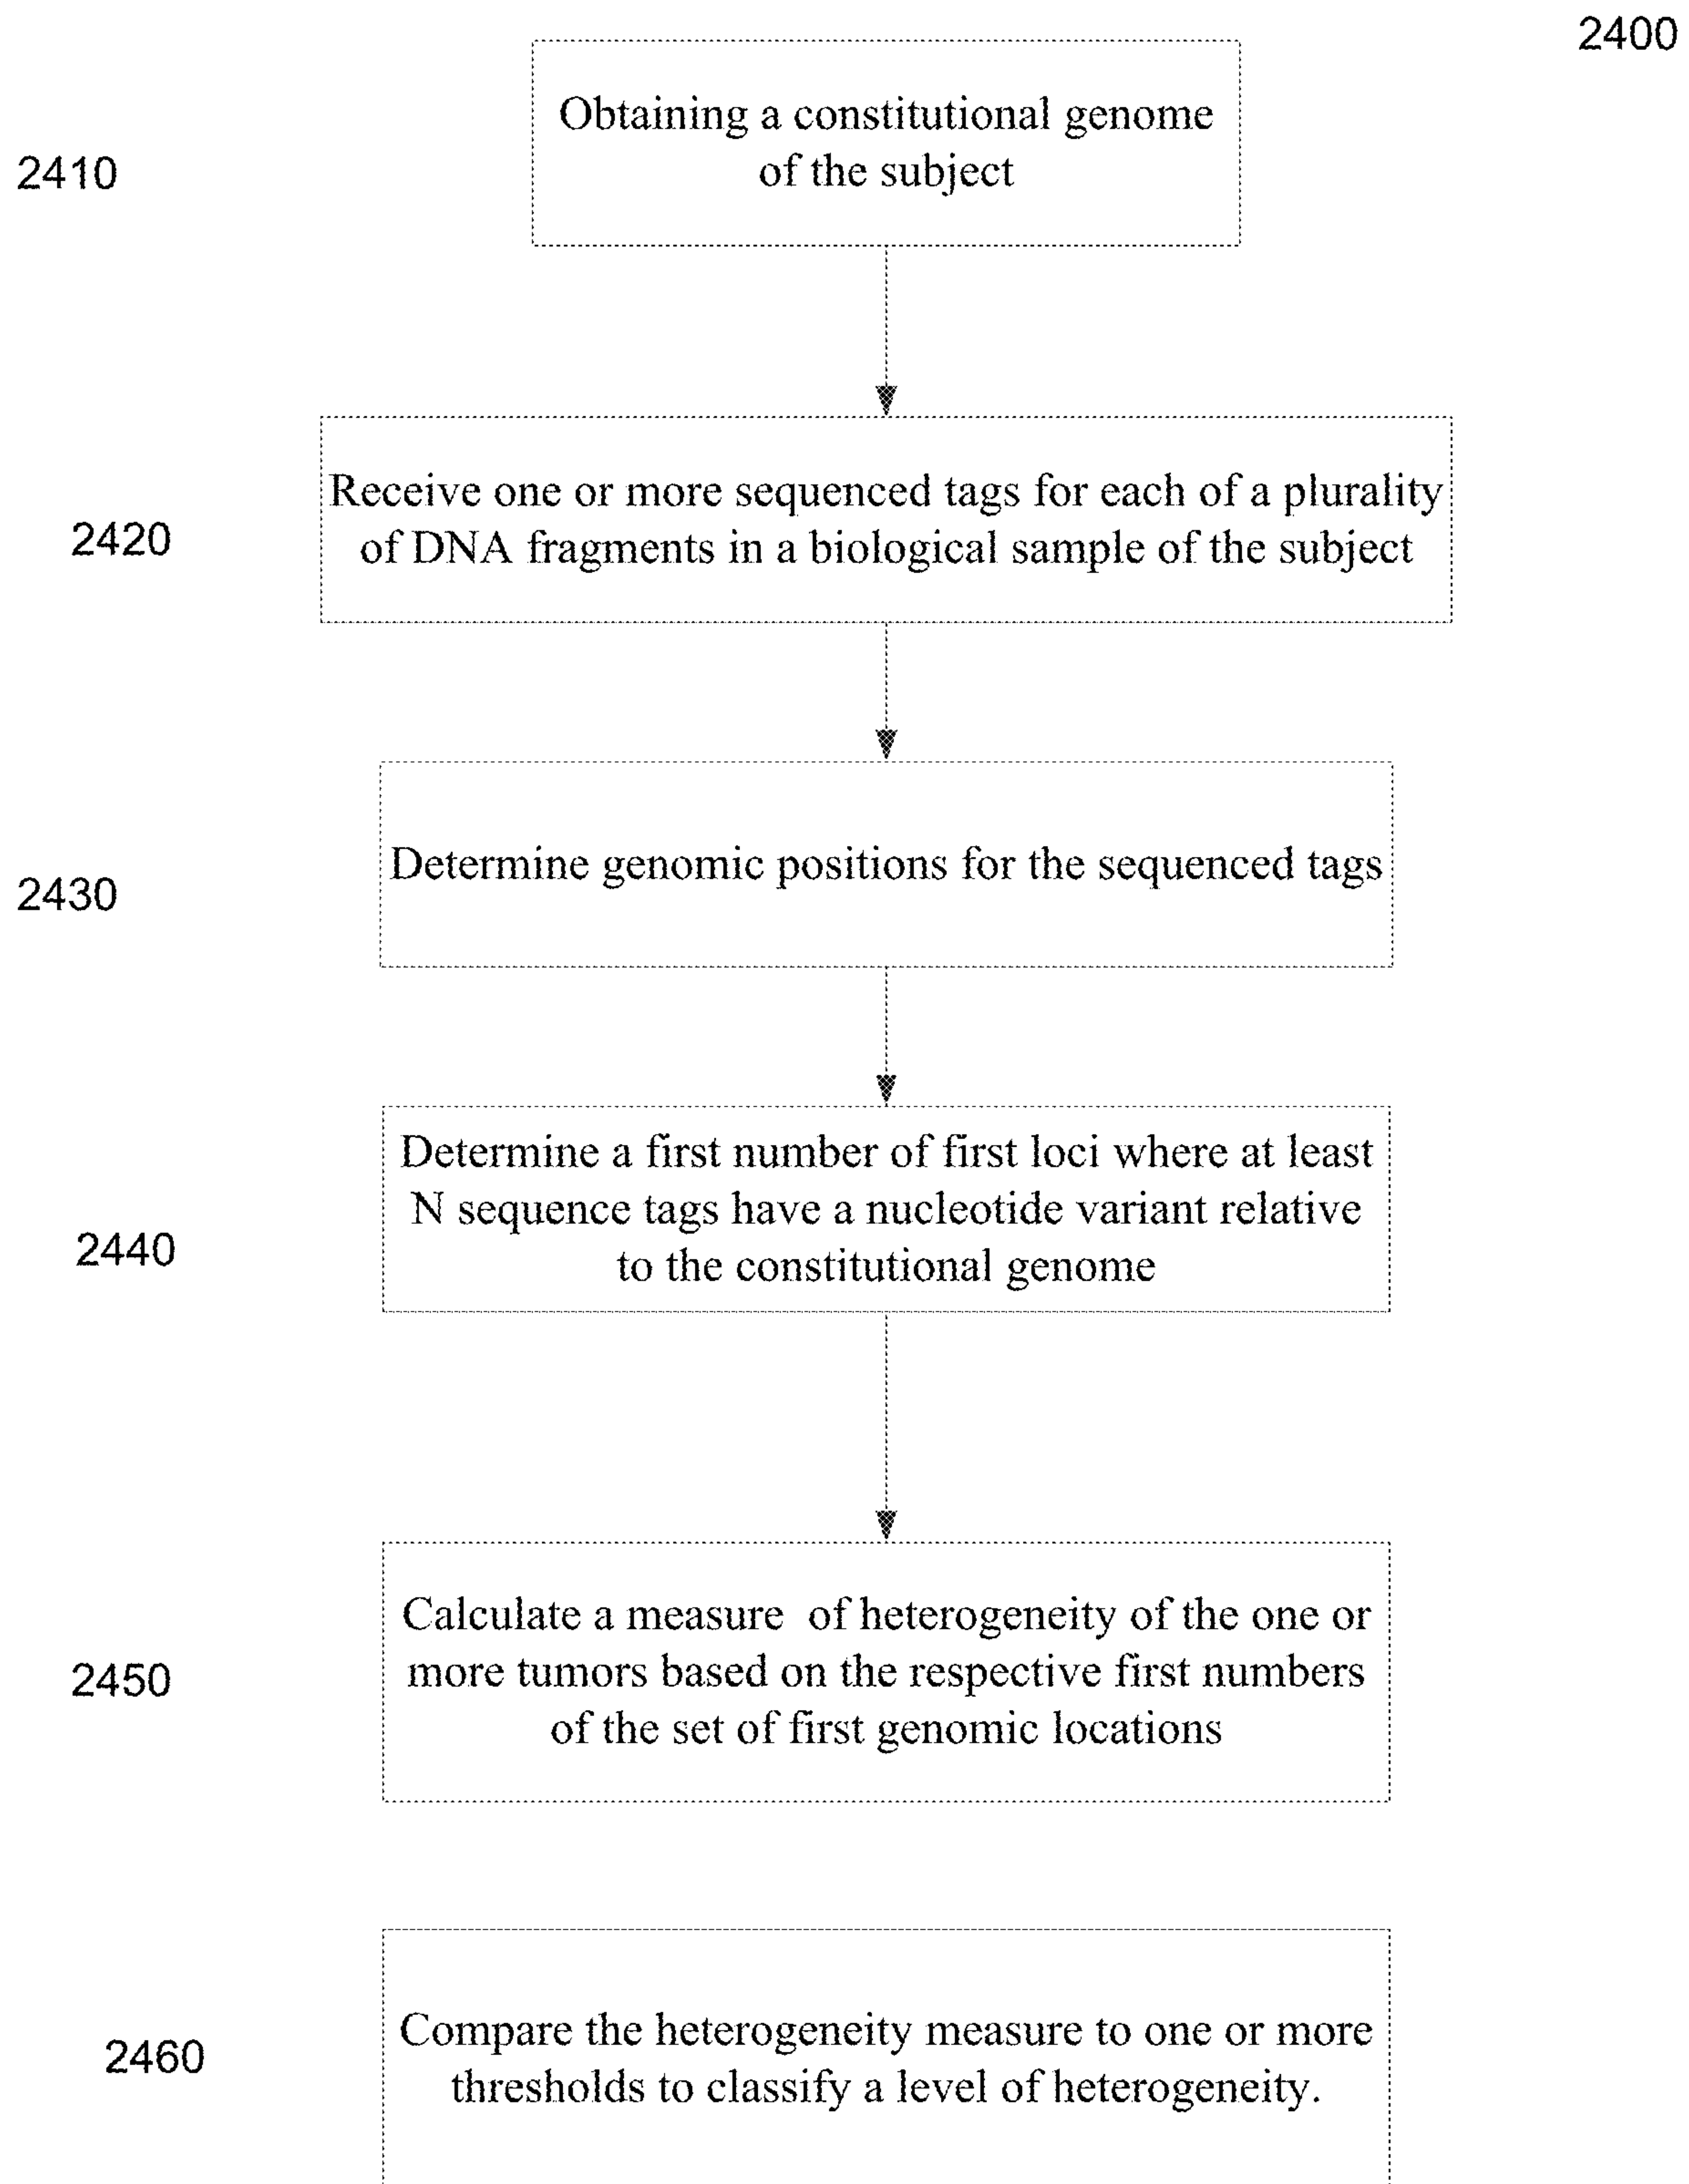 2400
Obtaining a constitutional genome
of the subject
2410
Receive one or more sequenced tags for each of a plurality
of DNA fragments in a biological sample of the subject
2420
Determine genomic positions for the sequenced tags
2430
Determine a first number of first loci where at least
N sequence tags have a nucleotide variant relative
to the constitutional genome
2440
Calculate a measure of heterogeneity of the one or
more tumors based on the respective first numbers
of the set of first genomic locations
2450
Compare the heterogeneity measure to one or more
thresholds to classify a level of heterogeneity.
2460